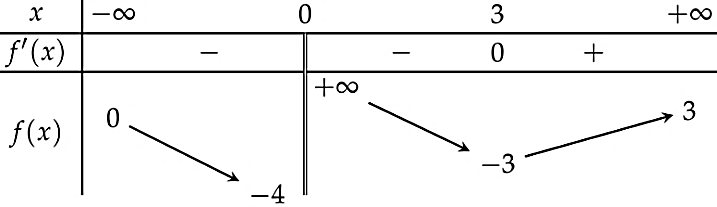 x −∞ 0 3 +∞
f′(x) − − 0 +
+∞
0 3
f(x)
−3
−4